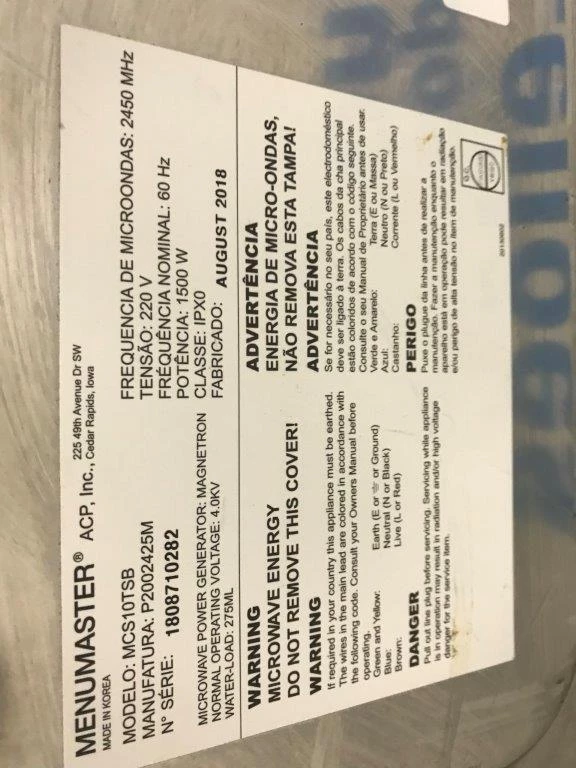 MENUMASTER® ACP, Inc., 225 49th Avenue Dr SW
Cedar Rapids, Iowa
MADE IN KOREA
MODELO: MCS10TSB
MANUFATURA: P2002425M
N° SÉRIE: 1808710282
FREQUENCIA DE MICROONDAS: 2450 MHz
TENSÃO: 220 V
FRÉQUÊNCIA NOMINAL: 60 Hz
POTÊNCIA: 1500 W
CLASSE: IPX0
FABRICADO: AUGUST 2018
MICROWAVE POWER GENERATOR: MAGNETRON
NORMAL OPERATING VOLTAGE: 4.0KV
WATER-LOAD: 275ML
WARNING
MICROWAVE ENERGY
DO NOT REMOVE THIS COVER!
WARNING
If required in your country this appliance must be earthed.
The wires in the main lead are colored in accordance with
the following code. Consult your Owners Manual before
operating.
Green and Yellow: Earth (E or ⏚ or Ground)
Blue: Neutral (N or Black)
Brown: Live (L or Red)
DANGER
Pull out line plug before servicing. Servicing while appliance
is in operation may result in radiation and/or high voltage
danger for the service item.
ADVERTÊNCIA
ENERGIA DE MICRO-ONDAS,
NÃO REMOVA ESTA TAMPA!
ADVERTÊNCIA
Se for necessário no seu país, este electrodoméstico
deve ser ligado à terra. Os cabos da cha principal
estão coloridos de acordo com o código seguinte.
Consulte o seu Manual de Proprietário antes de usar.
Verde e Amarelo: Terra (E ou Massa)
Azul: Neutro (N ou Preto)
Castanho: Corrente (L ou Vermelho)
PERIGO
Puxe o plugue da linha antes de realizar a
manutenção. Fazer a manutenção enquanto o
aparelho está em operação pode resultar em radiação
e/ou perigo de alta tensão no item de manutenção.
20130802
Q.C.